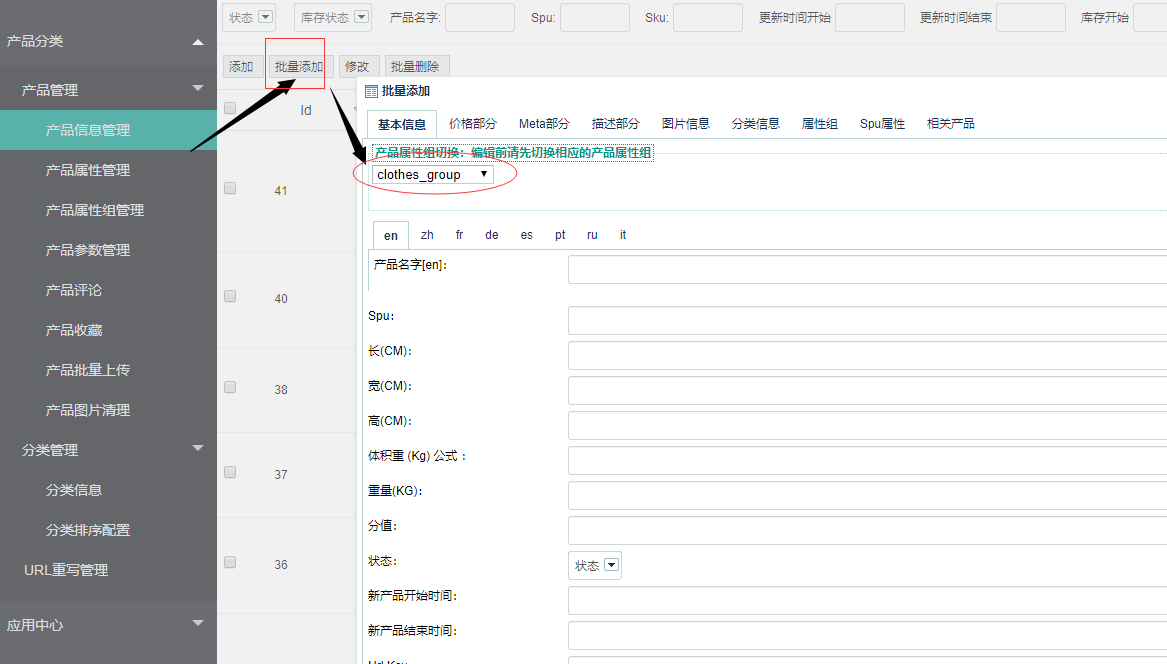 状态
库存状态
产品名字:
Spu:
Sku:
更新时间开始
更新时间结束
库存开始
产品分类
产品管理
产品信息管理
产品属性管理
产品属性组管理
产品参数管理
产品评论
产品收藏
产品批量上传
产品图片清理
分类管理
分类信息
分类排序配置
URL重写管理
应用中心
添加
批量添加
修改
批量删除
Id
41
40
38
37
36
批量添加
基本信息
价格部分
Meta部分
描述部分
图片信息
分类信息
属性组
Spu属性
相关产品
产品属性组切换：编辑前请先切换相应的产品属性组
clothes_group
en
zh
fr
de
es
pt
ru
it
产品名字[en]:
Spu:
长(CM):
宽(CM):
高(CM):
体积重 (Kg) 公式 :
重量(KG):
分值:
状态:
状态
新产品开始时间:
新产品结束时间: